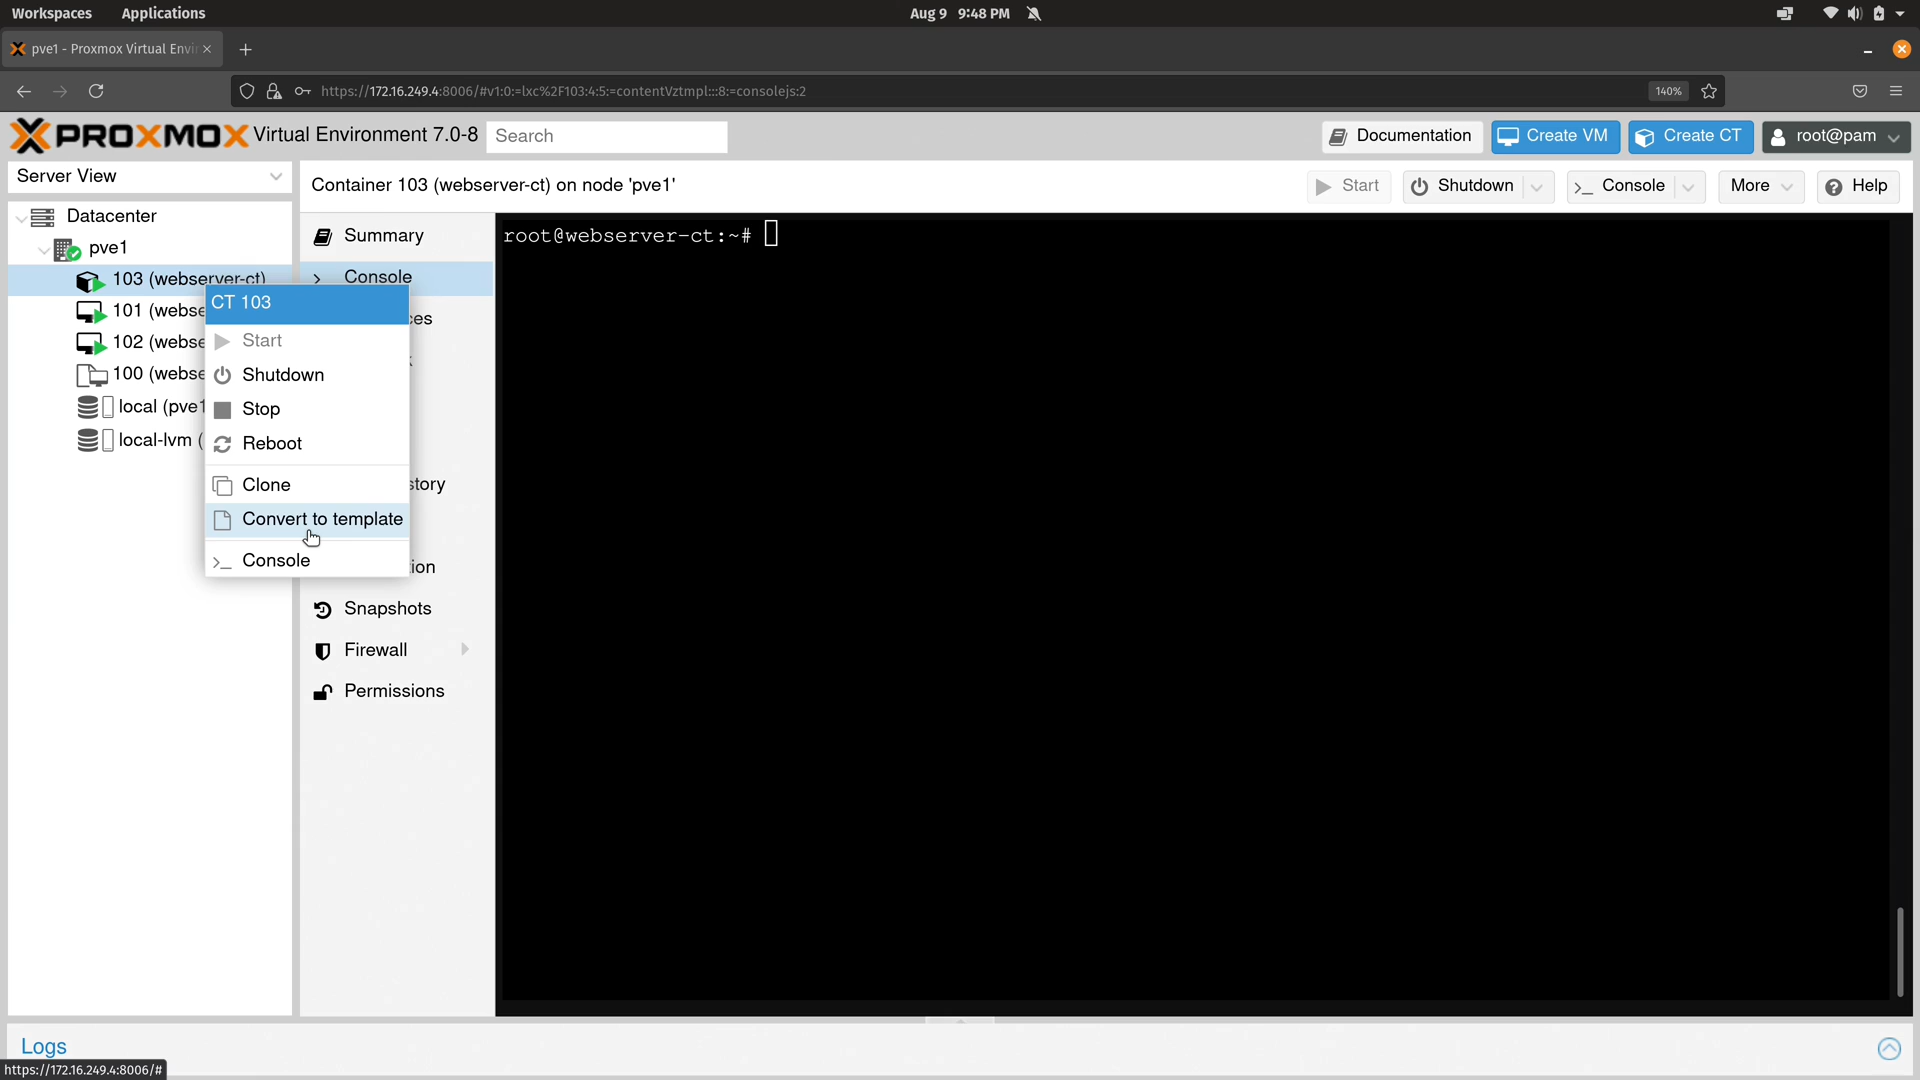 Workspaces Applications Aug 9 9:48 PM
pve1 - Proxmox Virtual Envi
https://172.16.249.4:8006/#v1:0:=lxc%2F103:4:5:=contentVztmpl:::8:=consolejs:2 140%
PROXMOX Virtual Environment 7.0-8 Search Documentation Create VM Create CT root@pam
Server View
Container 103 (webserver-ct) on node 'pve1' Start Shutdown Console More Help
Datacenter
pve1
103 (webserver-ct)
101 (webse
102 (webse
100 (webse
local (pve1
local-lvm (
CT 103
Start
Shutdown
Stop
Reboot
Clone
Convert to template
Console
Summary
Console
ces
k
story
ion
Snapshots
Firewall
Permissions
root@webserver-ct:~#
Logs
https://172.16.249.4:8006/#